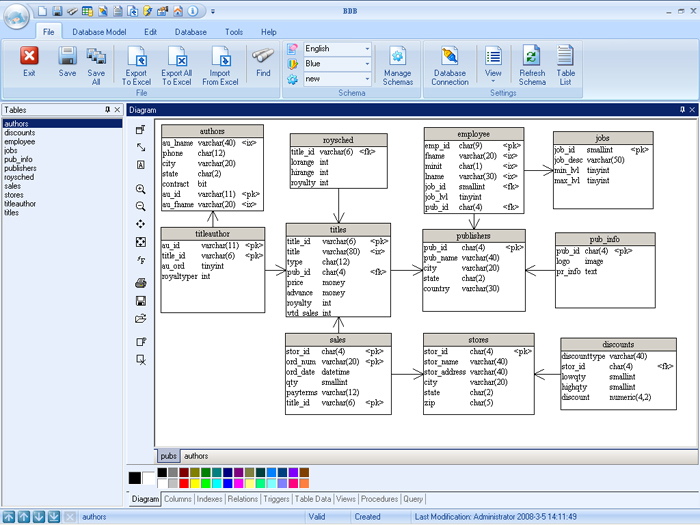 BDB
File Database Model Edit Database Tools Help
Exit
Save
Save All
Export To Excel
Export All To Excel
Import From Excel
Find
File
English
Blue
new
Manage Schemas
Schema
Database Connection
View
Refresh Schema
Table List
Settings
Tables
authors
discounts
employee
jobs
pub_info
publishers
roysched
sales
stores
titleauthor
titles
Diagram
authors
au_lname varchar(40) <ix>
phone char(12)
city varchar(20)
state char(2)
contract bit
au_id varchar(11) <pk>
au_fname varchar(20) <ix>
roysched
title_id varchar(6) <fk>
lorange int
hirange int
royalty int
employee
emp_id char(9) <pk>
fname varchar(20) <ix>
minit char(1) <ix>
lname varchar(30) <ix>
job_id smallint <fk>
job_lvl tinyint
pub_id char(4) <fk>
jobs
job_id smallint <pk>
job_desc varchar(50)
min_lvl tinyint
max_lvl tinyint
titleauthor
au_id varchar(11) <pk>
title_id varchar(6) <pk>
au_ord tinyint
royaltyper int
titles
title_id varchar(6) <pk>
title varchar(80) <ix>
type char(12)
pub_id char(4) <fk>
price money
advance money
royalty int
ytd_sales int
publishers
pub_id char(4) <pk>
pub_name varchar(40)
city varchar(20)
state char(2)
country varchar(30)
pub_info
pub_id char(4) <pk>
logo image
pr_info text
sales
stor_id char(4) <pk>
ord_num varchar(20) <pk>
ord_date datetime
qty smallint
payterms varchar(12)
title_id varchar(6) <pk>
stores
stor_id char(4) <pk>
stor_name varchar(40)
stor_address varchar(40)
city varchar(20)
state char(2)
zip char(5)
discounts
discounttype varchar(40)
stor_id char(4) <fk>
lowqty smallint
highqty smallint
discount numeric(4,2)
pubs authors
Diagram Columns Indexes Relations Triggers Table Data Views Procedures Query
authors Valid Created Last Modification: Administrator 2008-3-5 14:11:49